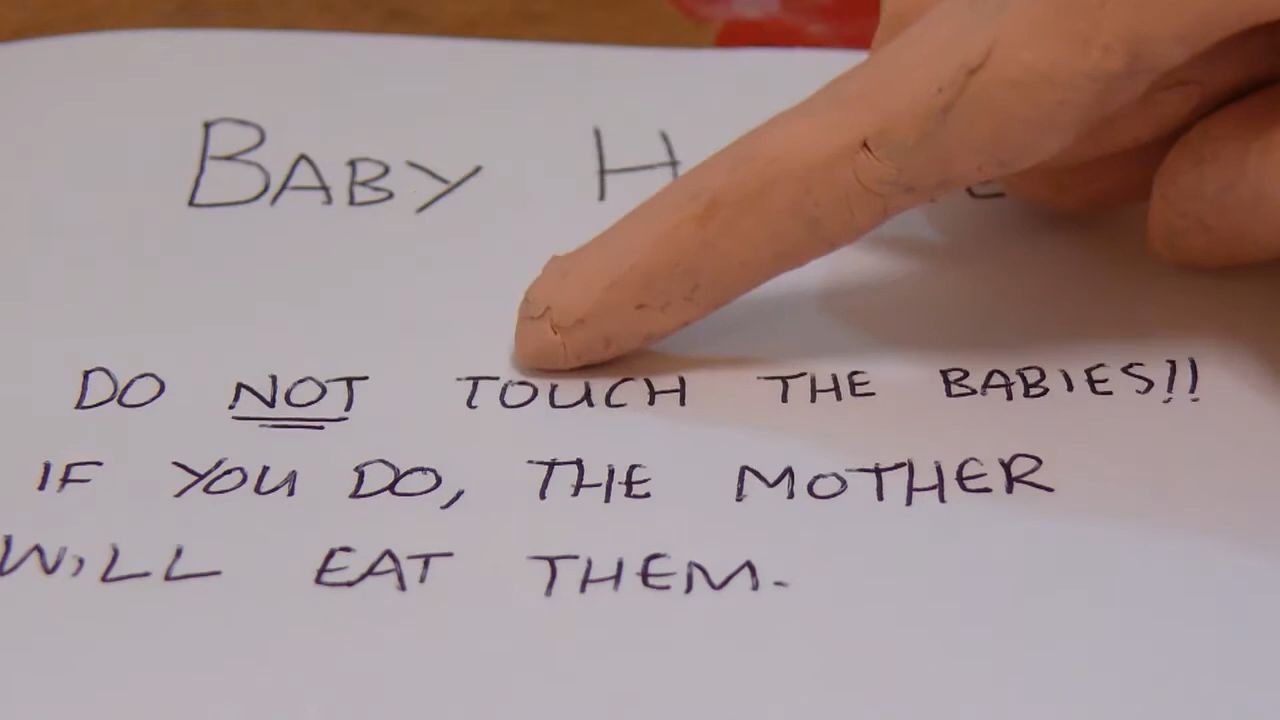 BABY H
DO NOT TOUCH THE BABIES!!
IF YOU DO, THE MOTHER
WILL EAT THEM.